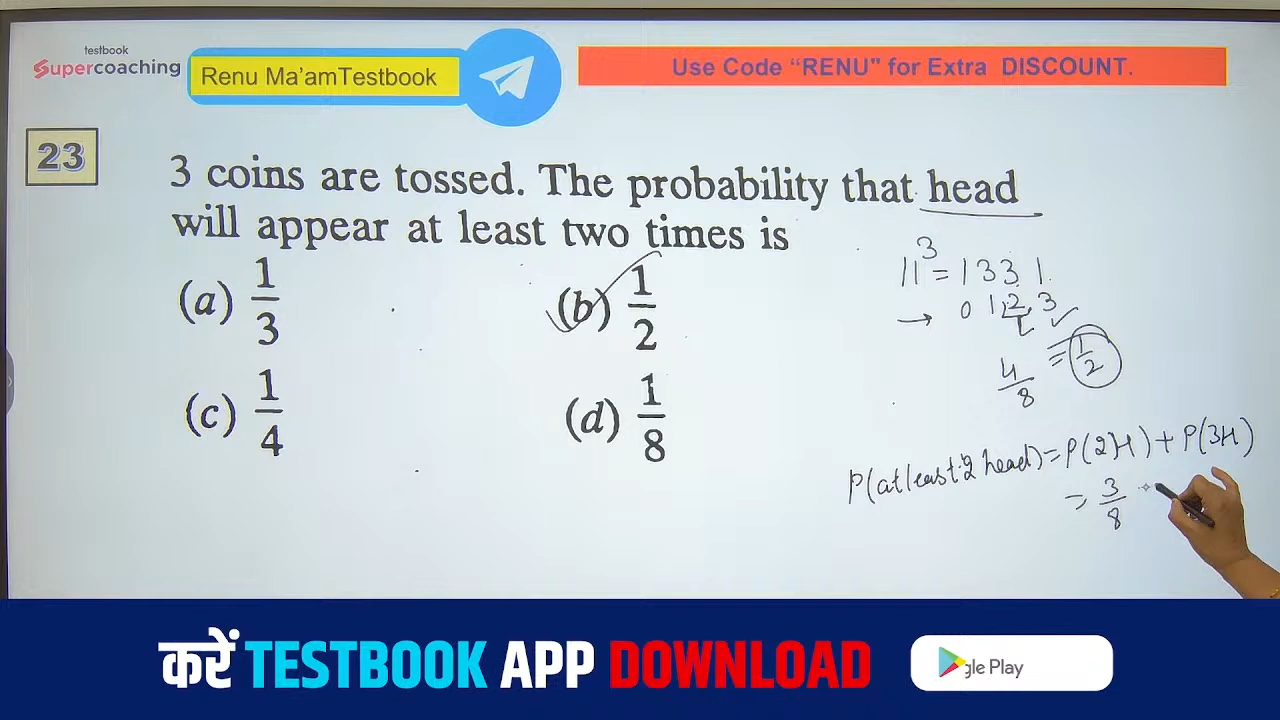 testbook
Supercoaching
Renu Ma'amTestbook
Use Code “RENU" for Extra DISCOUNT.
23
3 coins are tossed. The probability that head
will appear at least two times is
(a) 1/3
(b) 1/2
(c) 1/4
(d) 1/8
11³ = 1 3 3 1
→ 0 1, 2, 3
4/8 = 1/2
P(at least 2 head) = P(2H) + P(3H)
= 3/8
करें TESTBOOK APP DOWNLOAD
gle Play